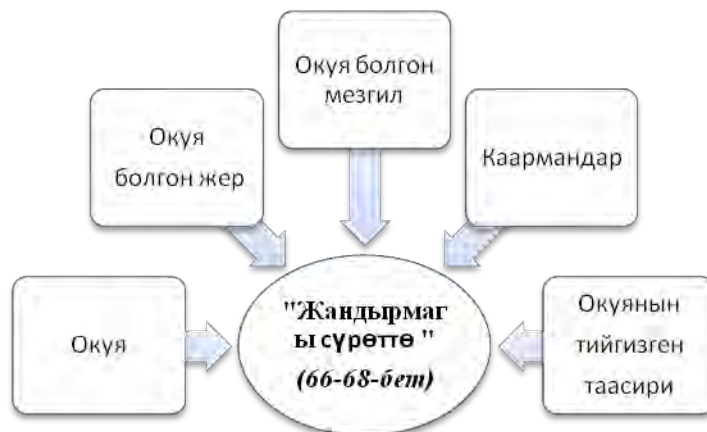 Окуя болгон
мезгил
Окуя
болгон жер
Каармандар
Окуя
"Жандырмаг
ы сүрөттө "
(66-68-бет)
Окуянын
тийгизген
таасири